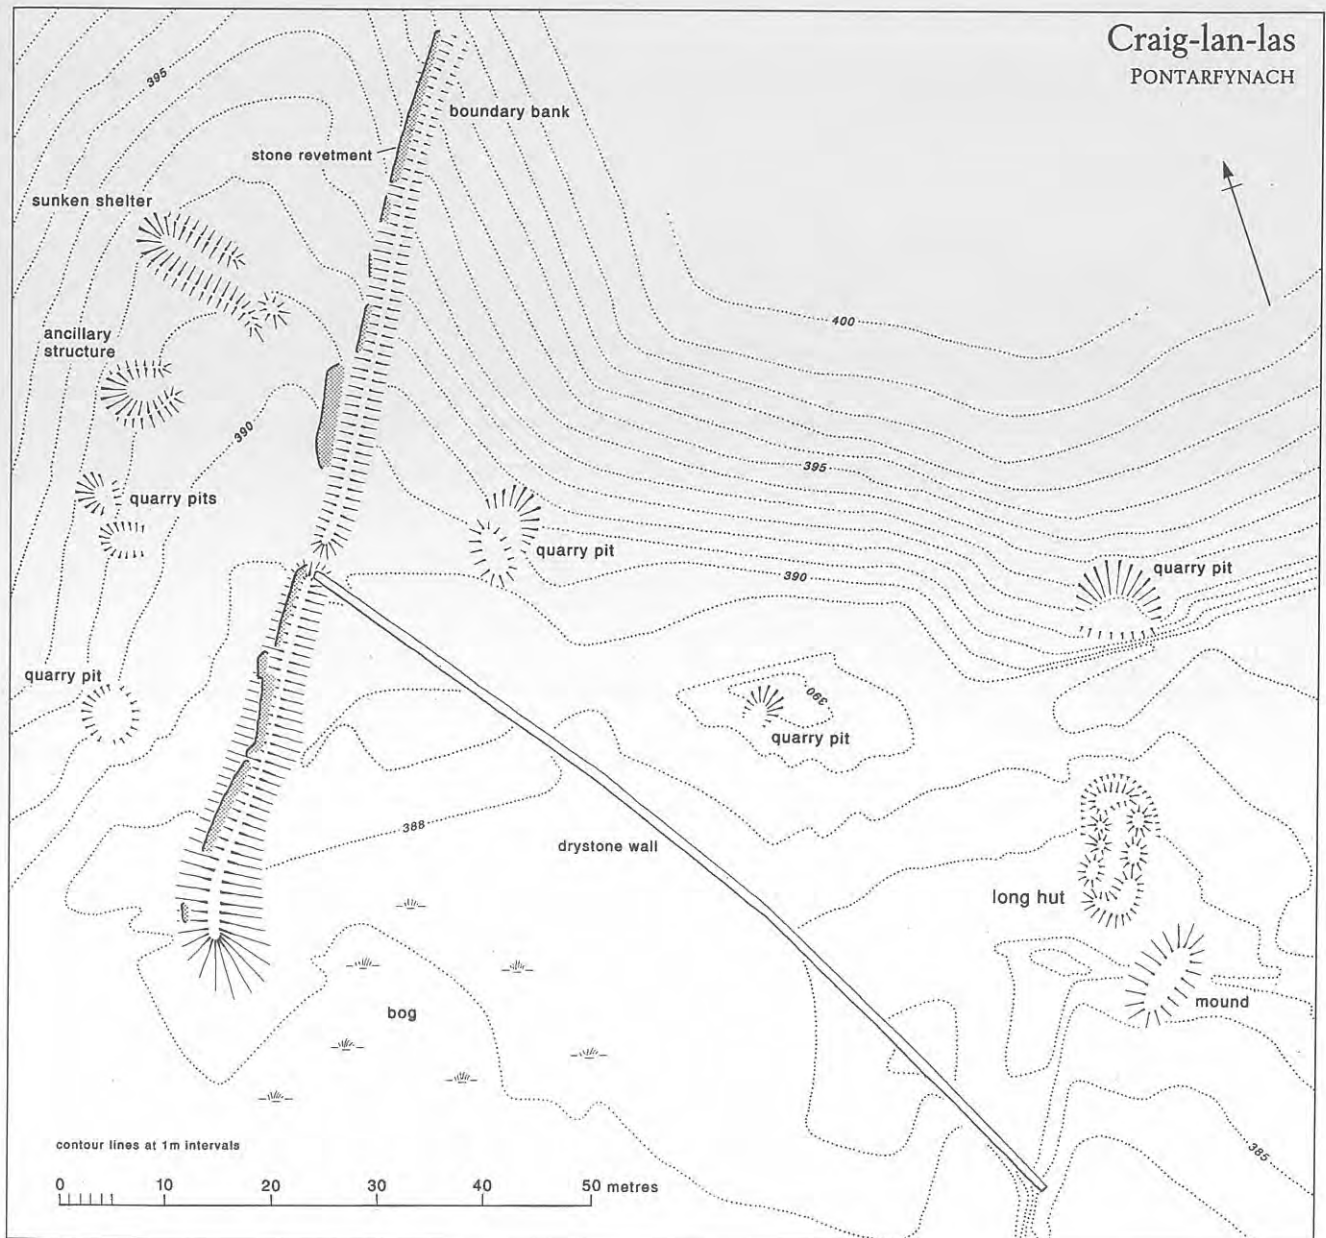 Craig-lan-las
PONTARFYNACH
395
boundary bank
stone revetment
sunken shelter
400
ancillary
structure
390
395
quarry pits
quarry pit
quarry pit
390
quarry pit
390
quarry pit
388
drystone wall
long hut
mound
bog
contour lines at 1m intervals
385
0 10 20 30 40 50 metres